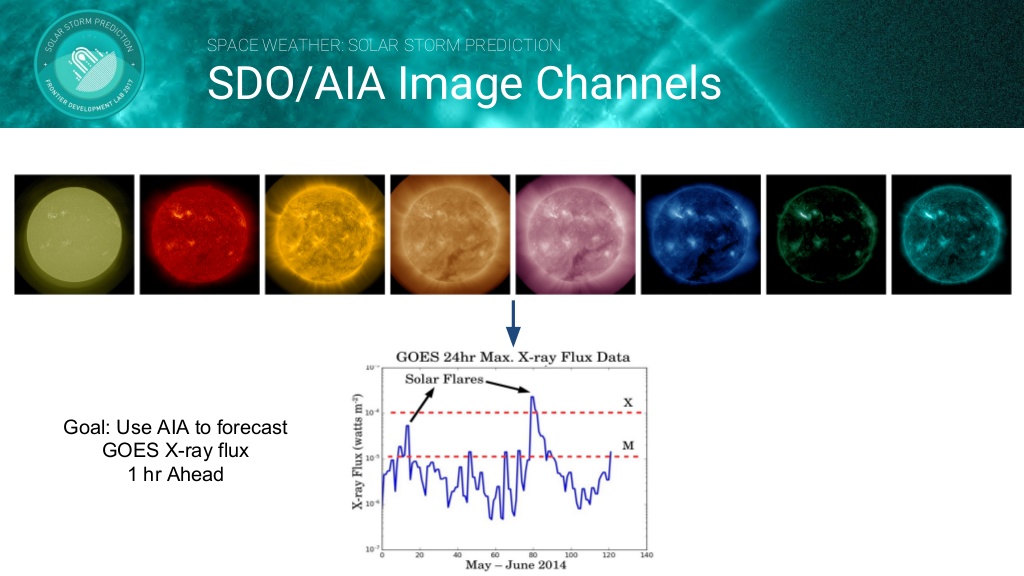 SOLAR STORM PREDICTION
FRONTIER DEVELOPMENT LAB 2017
SPACE WEATHER: SOLAR STORM PREDICTION
SDO/AIA Image Channels
GOES 24hr Max. X-ray Flux Data
Solar Flares
X
M
X-ray Flux (watts m⁻²)
10⁻³
10⁻⁴
10⁻⁵
10⁻⁶
10⁻⁷
0 20 40 60 80 100 120 140
May – June 2014
Goal: Use AIA to forecast
GOES X-ray flux
1 hr Ahead